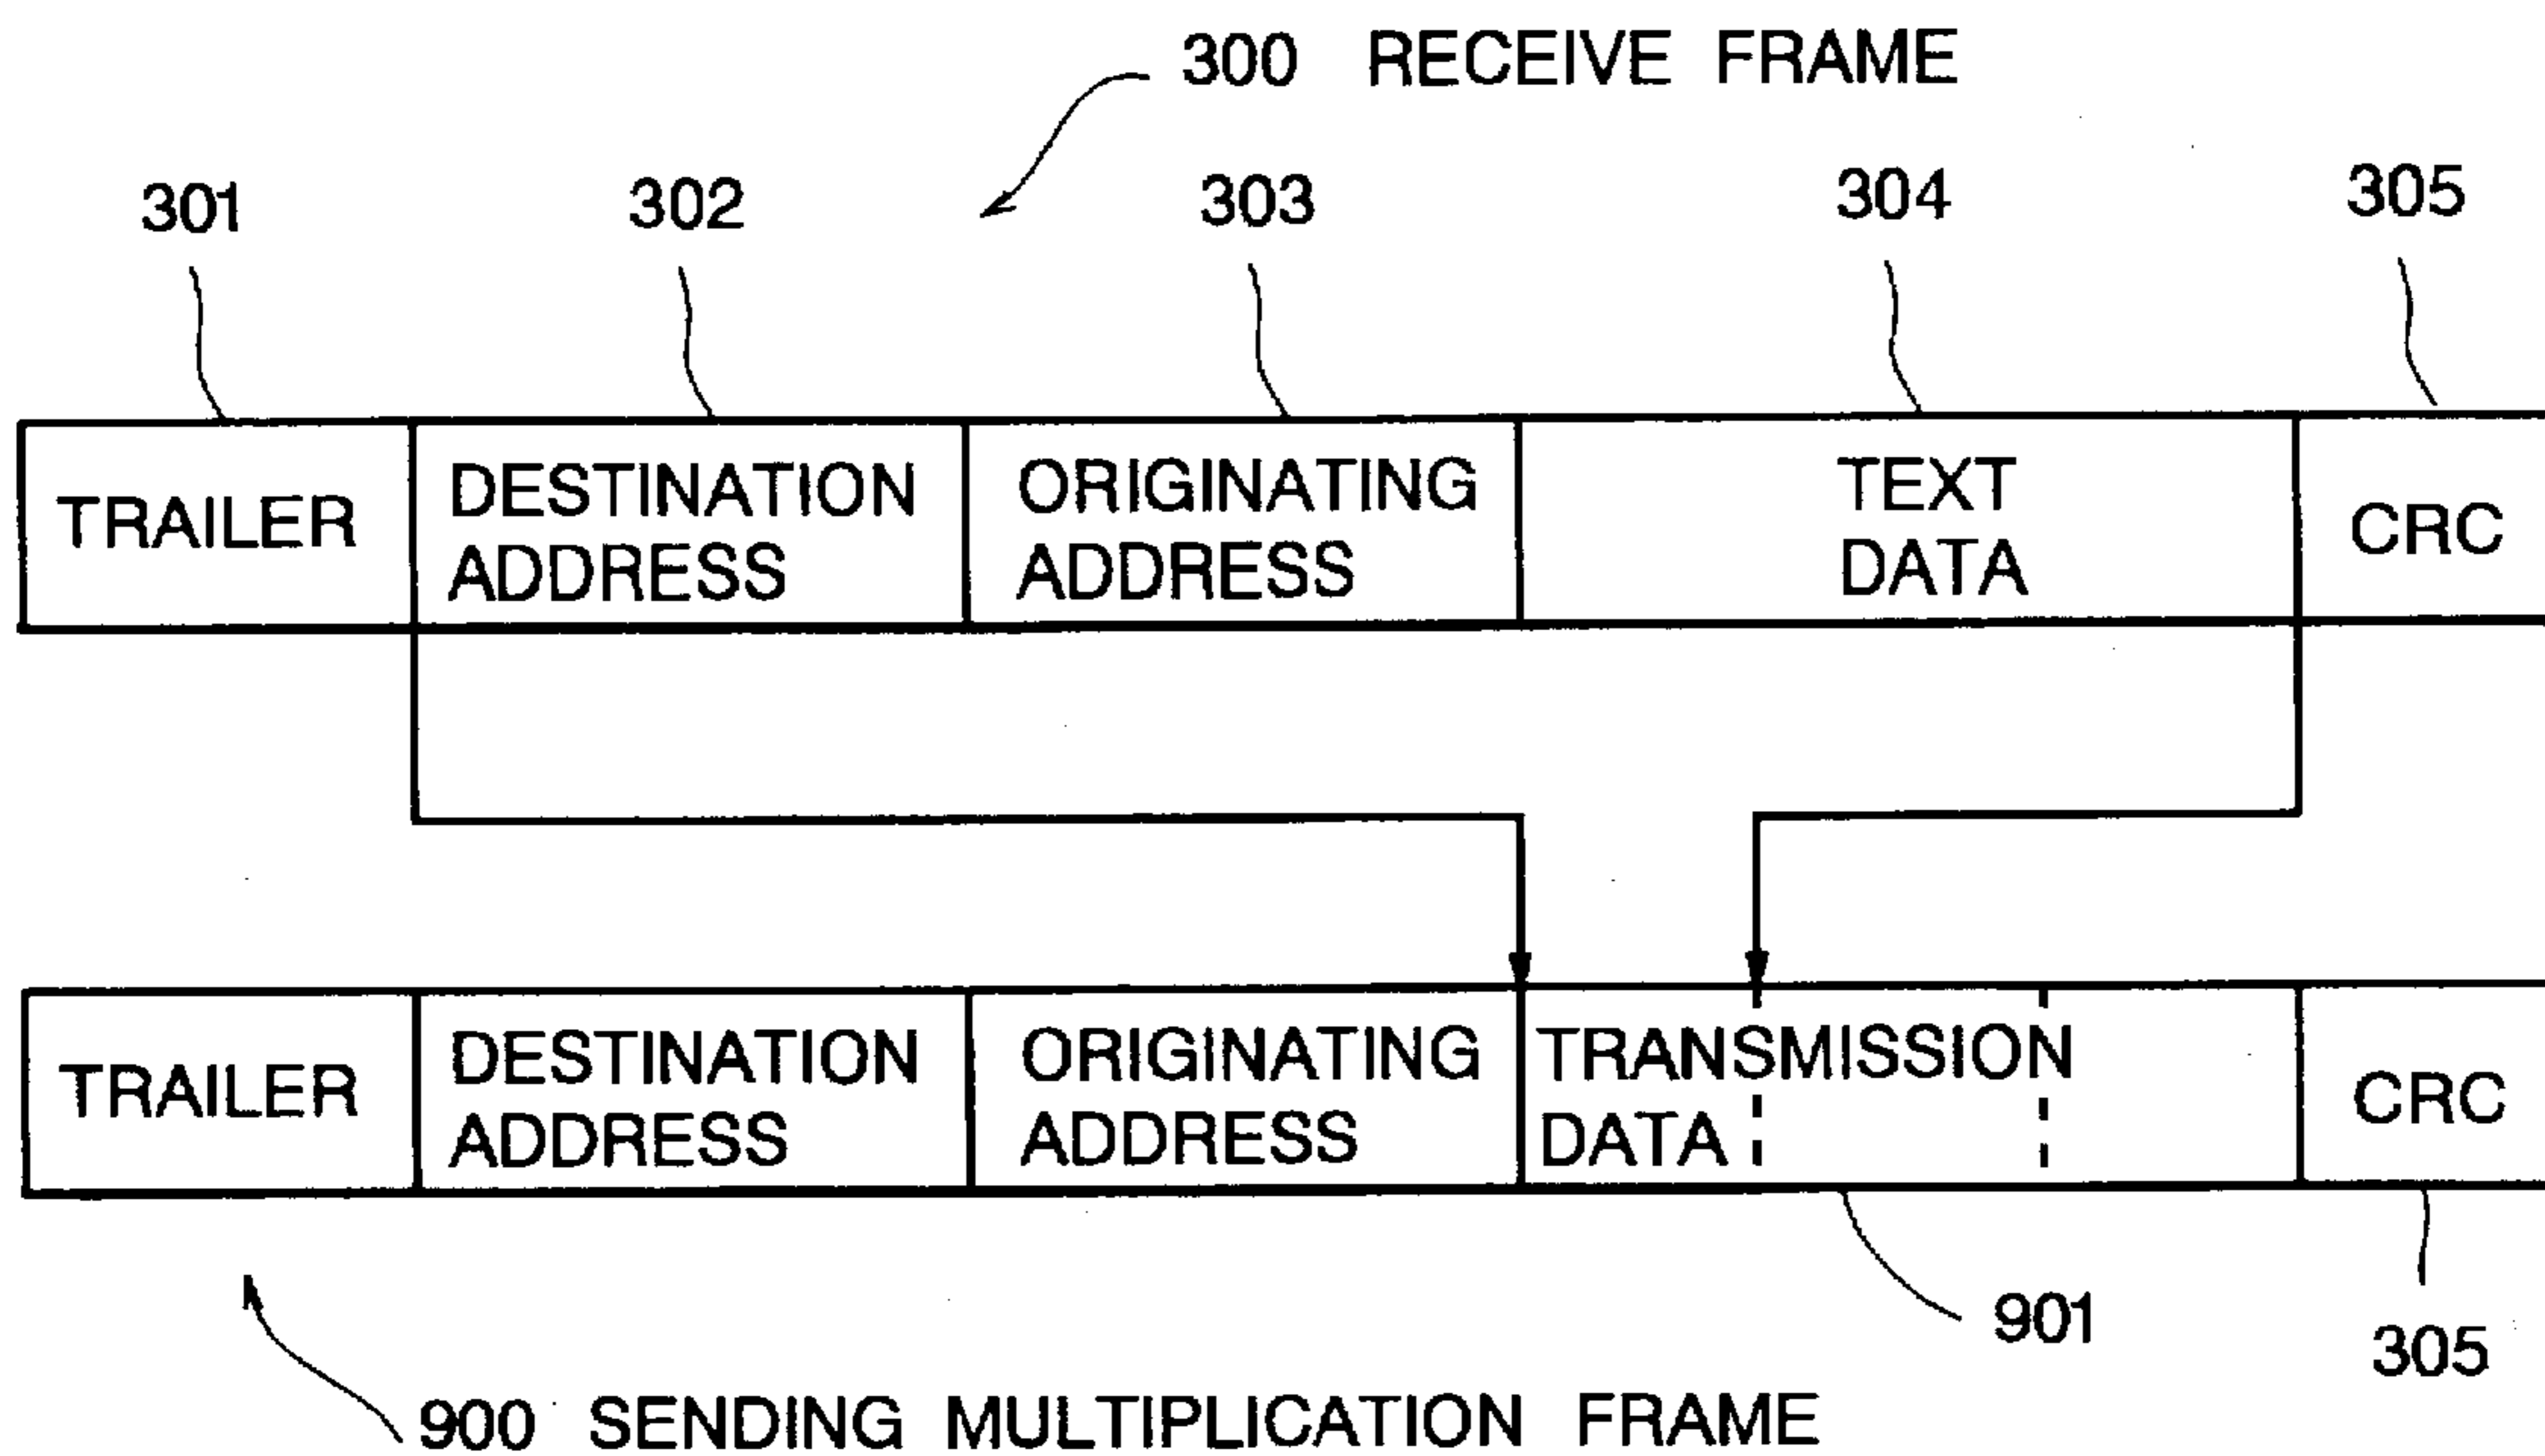 300 RECEIVE FRAME
301 302 303 304 305
TRAILER
DESTINATION
ADDRESS
ORIGINATING
ADDRESS
TEXT
DATA
CRC
TRAILER
DESTINATION
ADDRESS
ORIGINATING
ADDRESS
TRANSMISSION
DATA
CRC
901
305
900 SENDING MULTIPLICATION FRAME